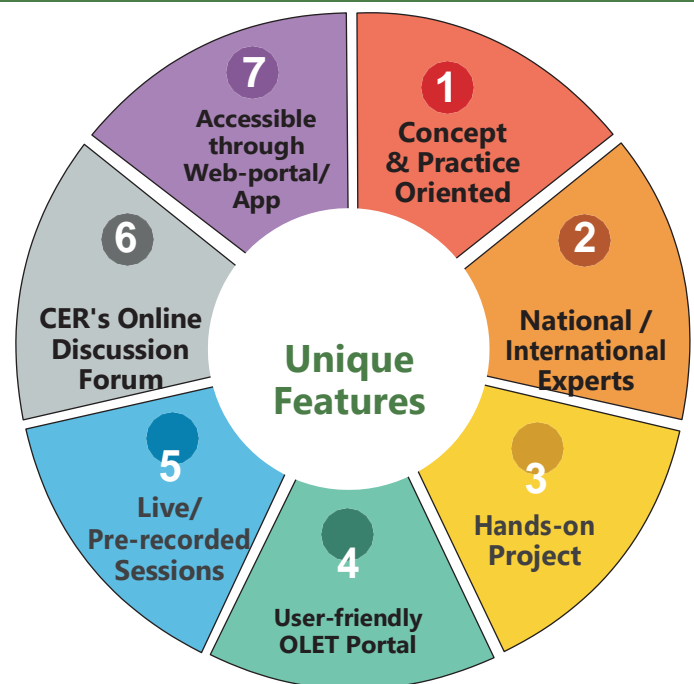 Unique
Features
1
Concept
& Practice
Oriented
2
National /
International
Experts
3
Hands-on
Project
4
User-friendly
OLET Portal
5
Live/
Pre-recorded
Sessions
6
CER's Online
Discussion
Forum
7
Accessible
through
Web-portal/
App